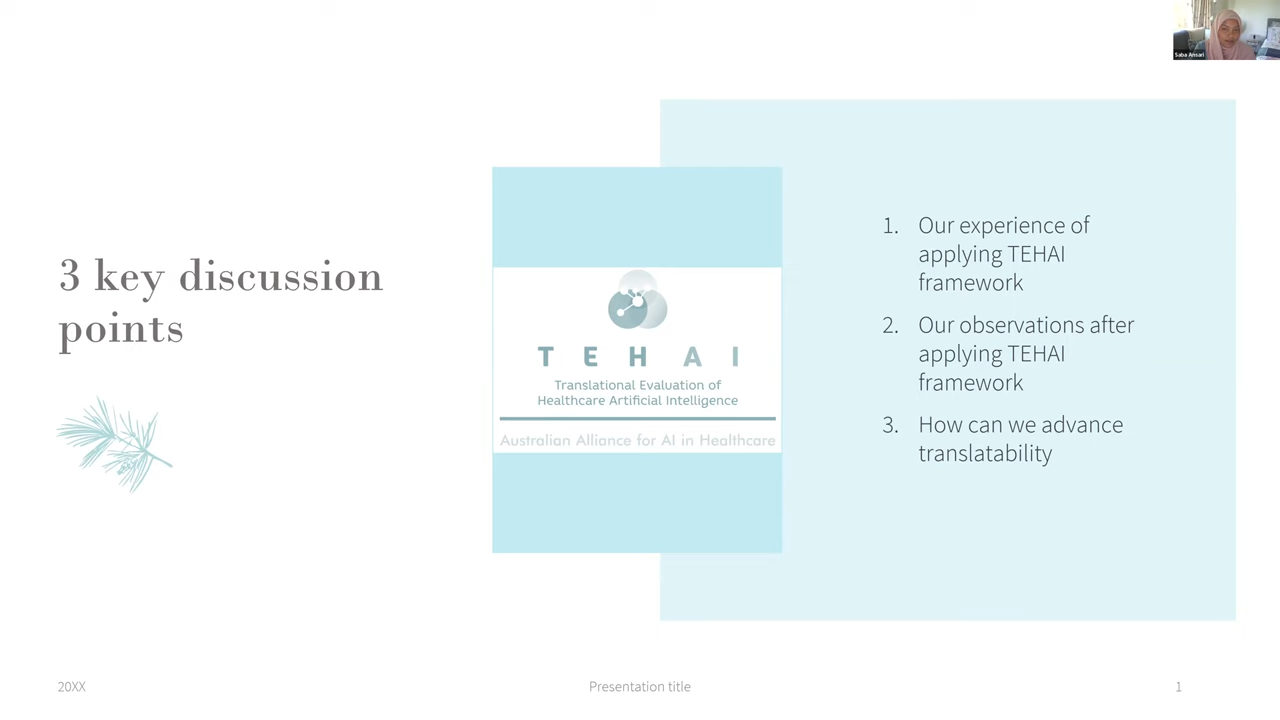 Saba Ansari
3 key discussion
points
T E H A I
Translational Evaluation of
Healthcare Artificial Intelligence
Australian Alliance for AI in Healthcare
1. Our experience of
applying TEHAI
framework
2. Our observations after
applying TEHAI
framework
3. How can we advance
translatability
20XX
Presentation title
1